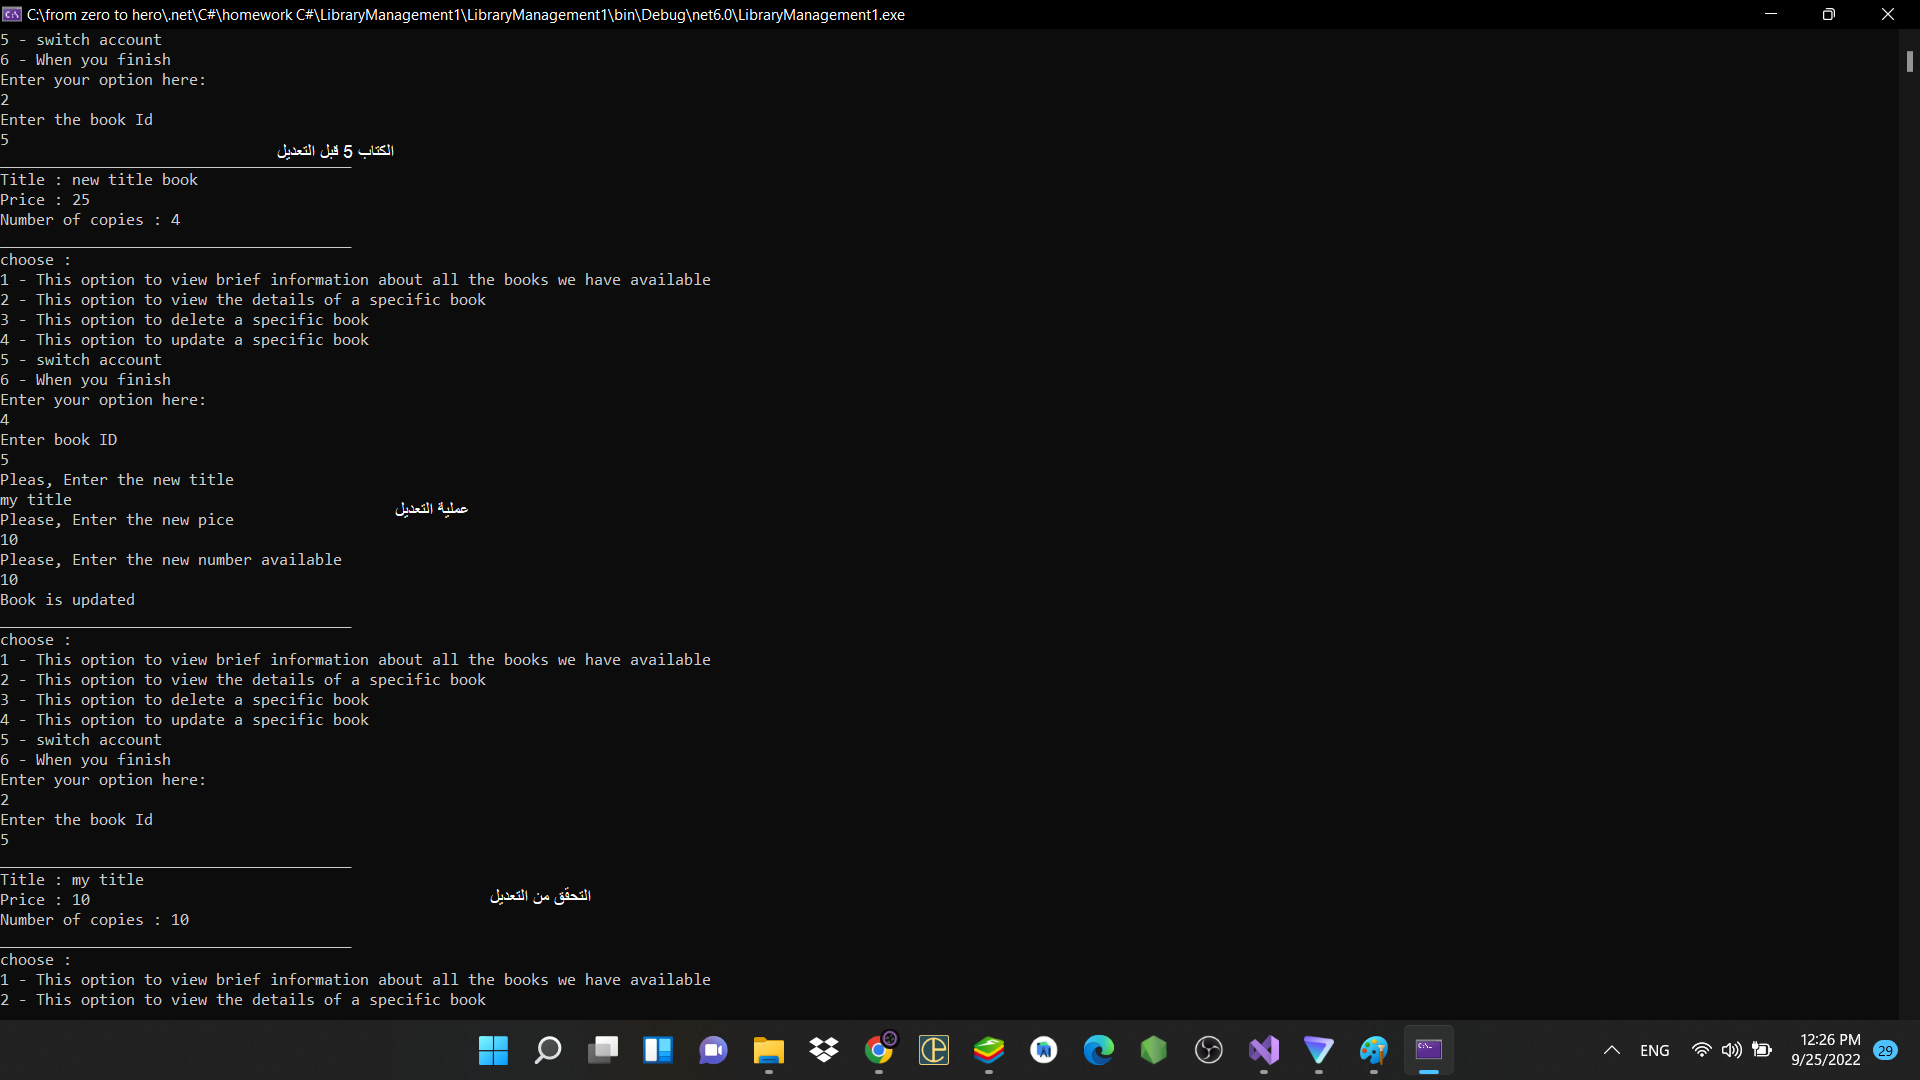 C:\from zero to hero\.net\C#\homework C#\LibraryManagement1\LibraryManagement1\bin\Debug\net6.0\LibraryManagement1.exe
5 - switch account
6 - When you finish
Enter your option here:
2
Enter the book Id
5
الكتاب 5 قبل التعديل
Title : new title book
Price : 25
Number of copies : 4
choose :
1 - This option to view brief information about all the books we have available
2 - This option to view the details of a specific book
3 - This option to delete a specific book
4 - This option to update a specific book
5 - switch account
6 - When you finish
Enter your option here:
4
Enter book ID
5
Pleas, Enter the new title
my title
عملية التعديل
Please, Enter the new pice
10
Please, Enter the new number available
10
Book is updated
choose :
1 - This option to view brief information about all the books we have available
2 - This option to view the details of a specific book
3 - This option to delete a specific book
4 - This option to update a specific book
5 - switch account
6 - When you finish
Enter your option here:
2
Enter the book Id
5
Title : my title
Price : 10
التحقّق من التعديل
Number of copies : 10
choose :
1 - This option to view brief information about all the books we have available
2 - This option to view the details of a specific book
ENG
12:26 PM
9/25/2022
29